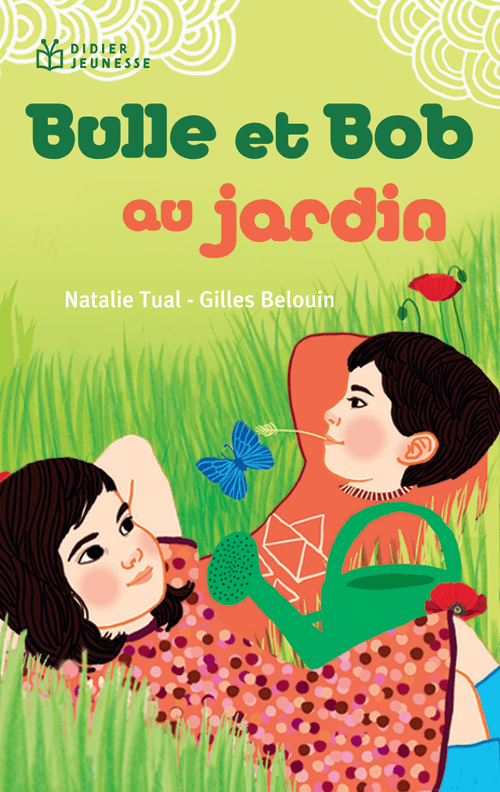 DIDIER
JEUNESSE
Bulle et Bob
au jardin
Natalie Tual - Gilles Belouin